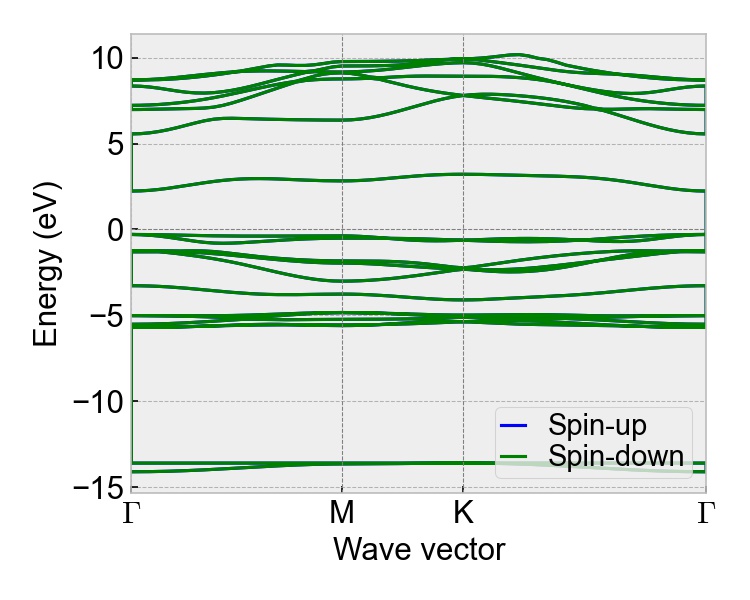 10
5
0
−5
−10
−15
Energy (eV)
Spin-up
Spin-down
Γ M K Γ
Wave vector